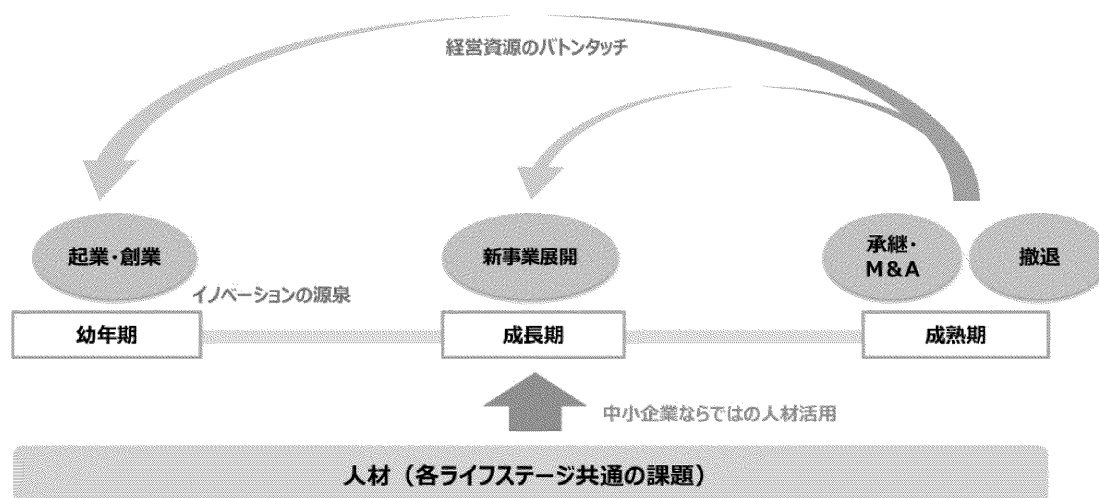 経営資源のバトンタッチ
起業・創業
新事業展開
承継・
M&A
撤退
イノベーションの源泉
幼年期
成長期
成熟期
中小企業ならではの人材活用
人材（各ライフステージ共通の課題）